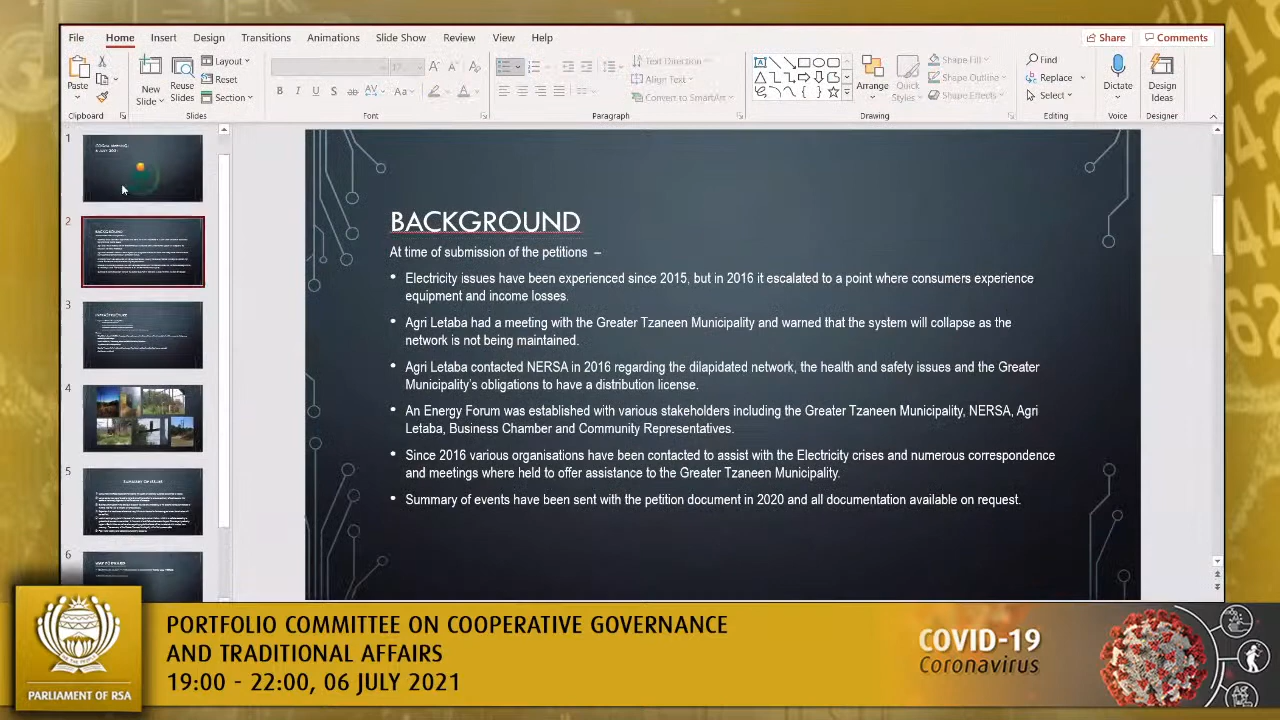 File Home Insert Design Transitions Animations Slide Show Review View Help Share Comments
Paste New Slide Reuse Slides Layout Reset Section
Text Direction Align Text Convert to SmartArt
Arrange Quick Styles Shape Fill Shape Outline Shape Effects
Find Replace Select Dictate Design Ideas
Clipboard Slides Font Paragraph Drawing Editing Voice Designer
1
2
3
4
5
6
BACKGROUND
At time of submission of the petitions –
• Electricity issues have been experienced since 2015, but in 2016 it escalated to a point where consumers experience
equipment and income losses.
• Agri Letaba had a meeting with the Greater Tzaneen Municipality and warned that the system will collapse as the
network is not being maintained.
• Agri Letaba contacted NERSA in 2016 regarding the dilapidated network, the health and safety issues and the Greater
Municipality's obligations to have a distribution license.
• An Energy Forum was established with various stakeholders including the Greater Tzaneen Municipality, NERSA, Agri
Letaba, Business Chamber and Community Representatives.
• Since 2016 various organisations have been contacted to assist with the Electricity crises and numerous correspondence
and meetings where held to offer assistance to the Greater Tzaneen Municipality.
• Summary of events have been sent with the petition document in 2020 and all documentation available on request.
PARLIAMENT OF RSA
PORTFOLIO COMMITTEE ON COOPERATIVE GOVERNANCE
AND TRADITIONAL AFFAIRS
19:00 - 22:00, 06 JULY 2021
COVID-19
Coronavirus